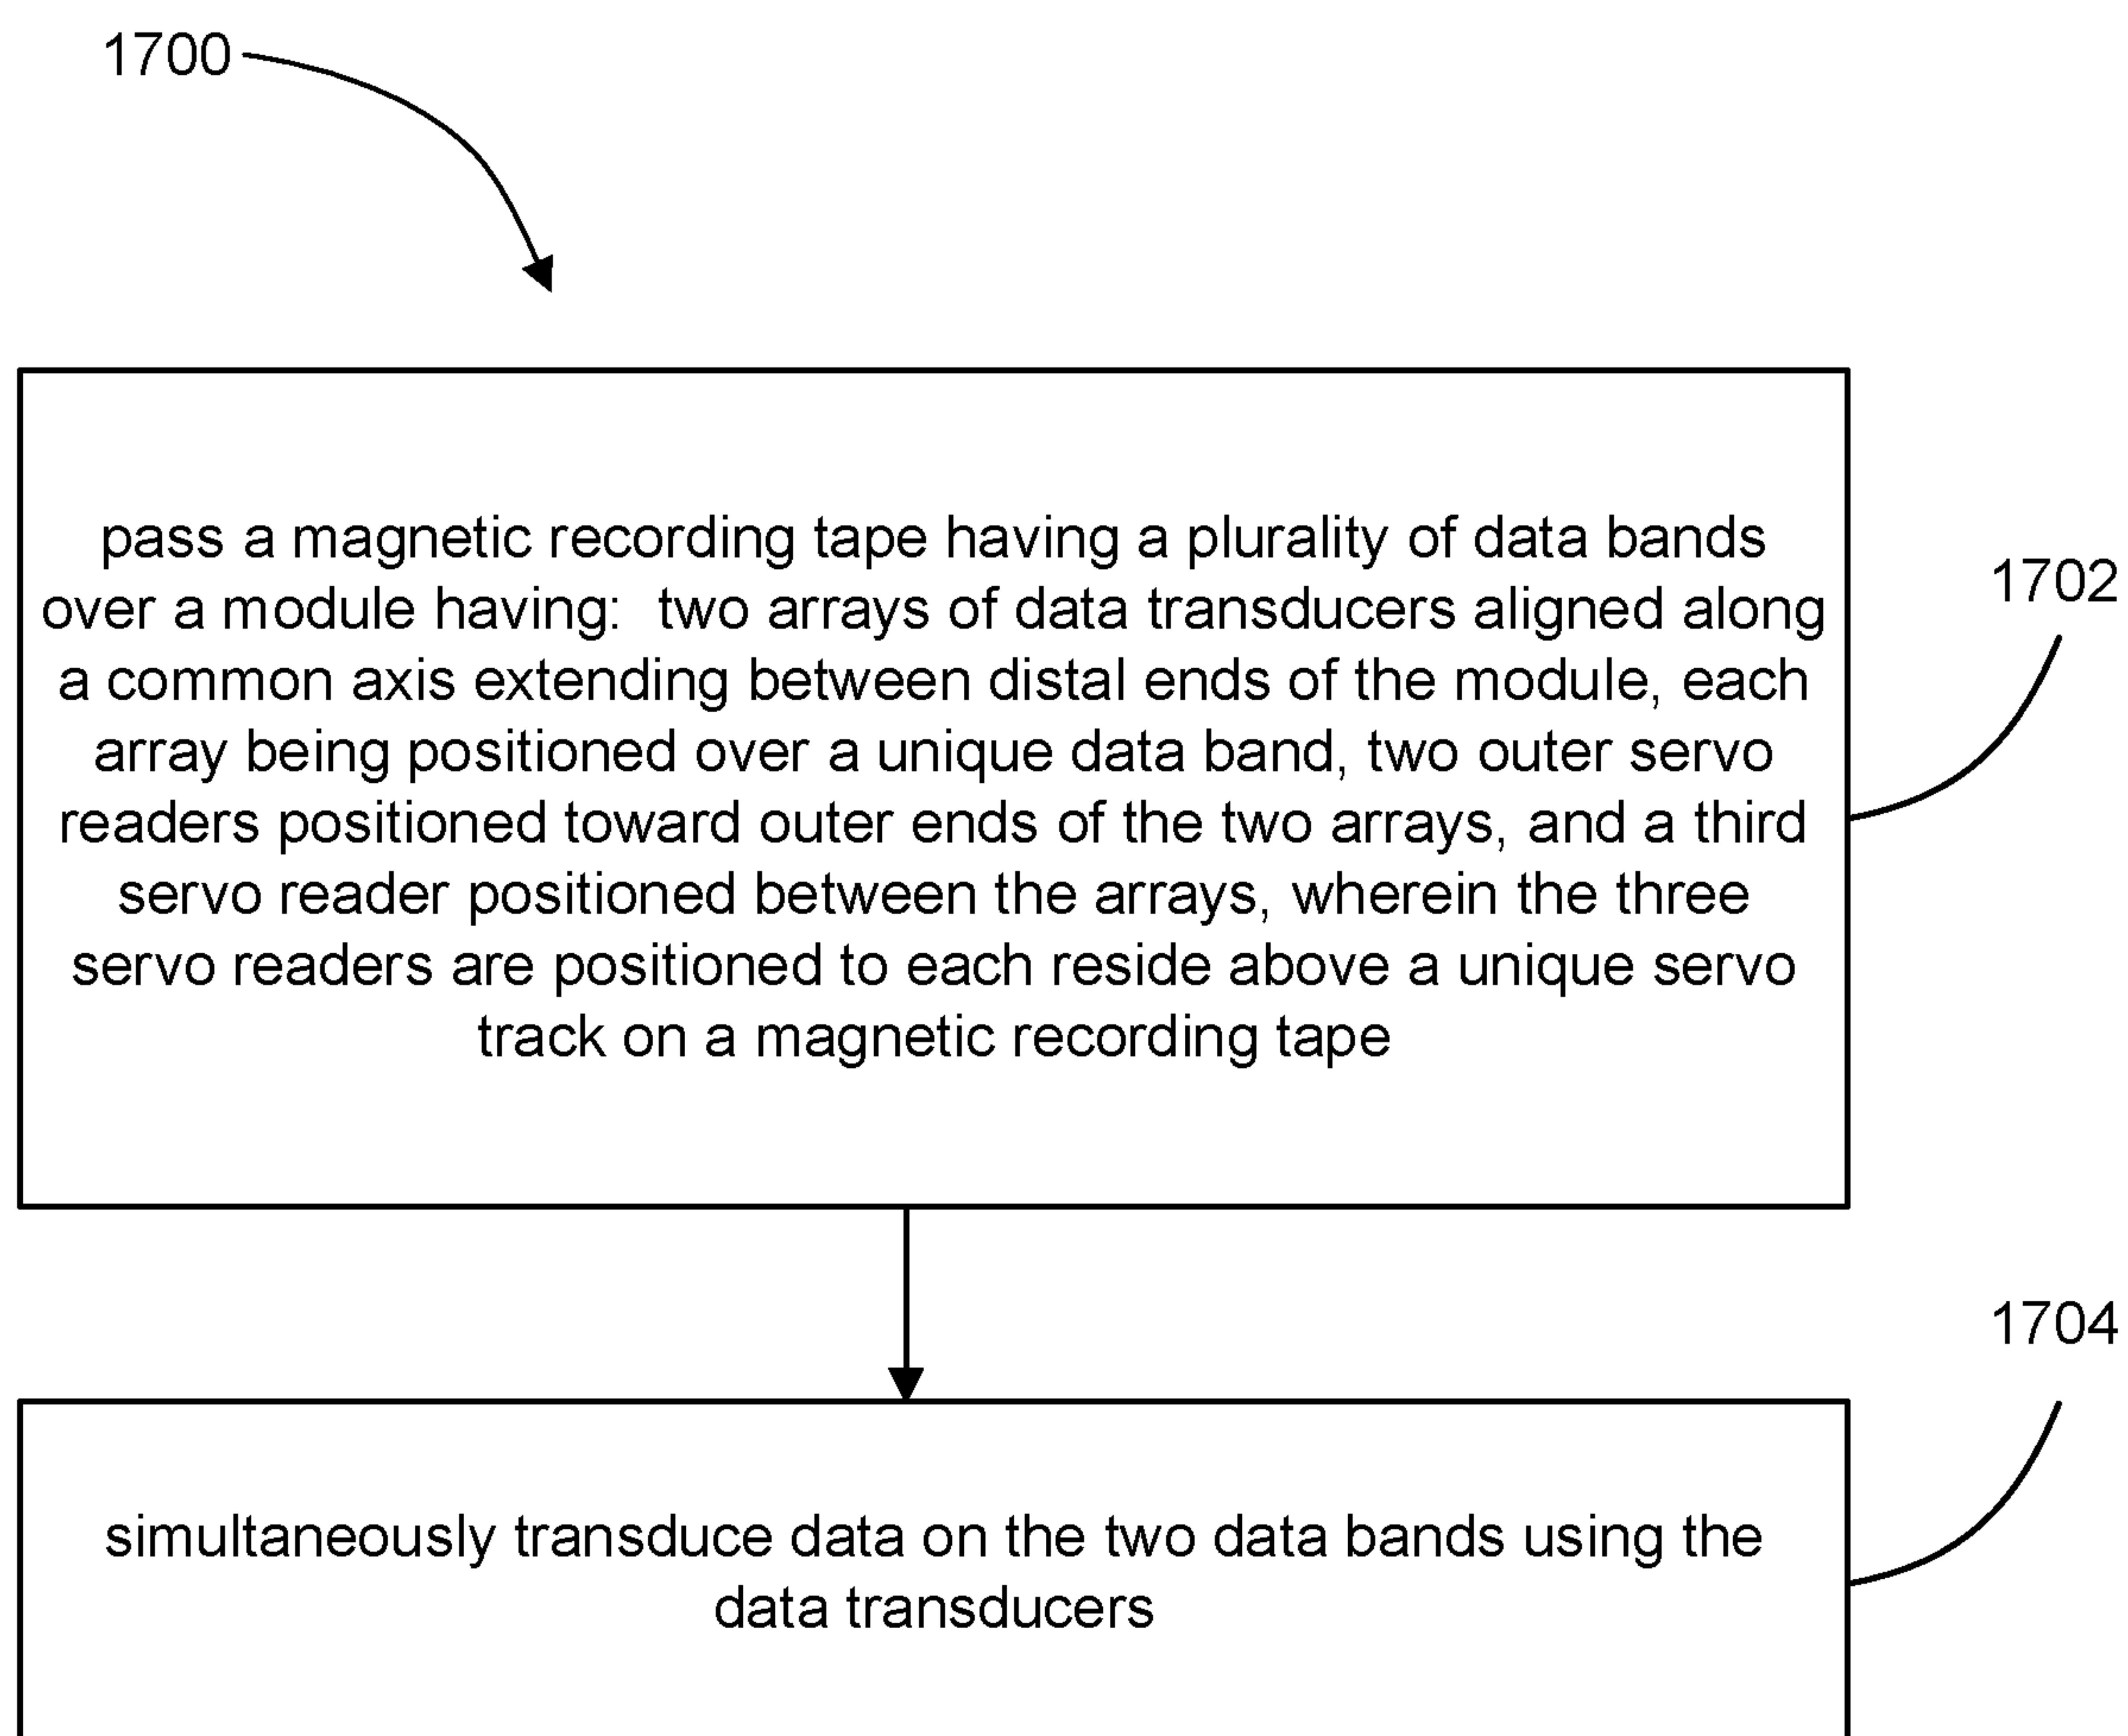 1700
pass a magnetic recording tape having a plurality of data bands
over a module having:  two arrays of data transducers aligned along
a common axis extending between distal ends of the module, each
array being positioned over a unique data band, two outer servo
readers positioned toward outer ends of the two arrays, and a third
servo reader positioned between the arrays, wherein the three
servo readers are positioned to each reside above a unique servo
track on a magnetic recording tape
1702
1704
simultaneously transduce data on the two data bands using the
data transducers